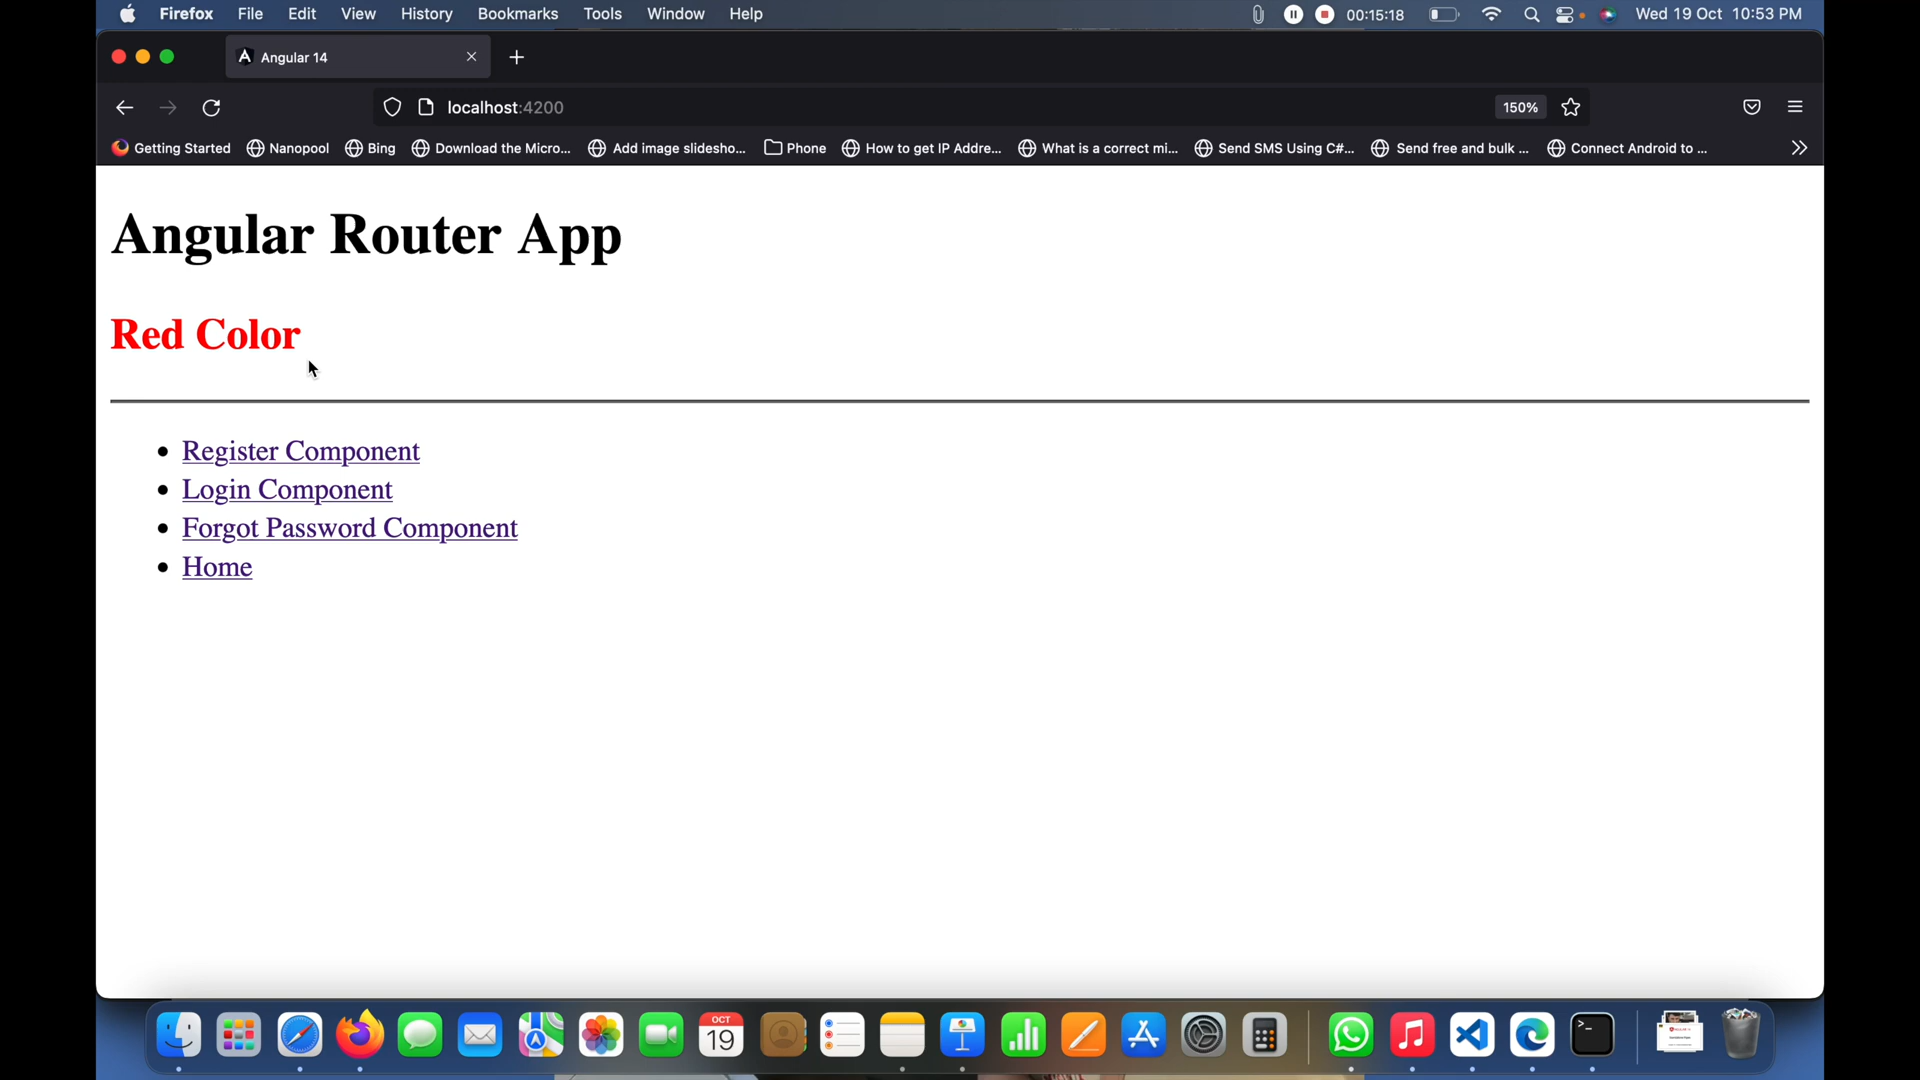 Firefox File Edit View History Bookmarks Tools Window Help 00:15:18 Wed 19 Oct 10:53 PM
Angular 14
localhost:4200 150%
Getting Started Nanopool Bing Download the Micro... Add image slidesho... Phone How to get IP Addre... What is a correct mi... Send SMS Using C#... Send free and bulk ... Connect Android to ...
Angular Router App
Red Color
Register Component
Login Component
Forgot Password Component
Home
OCT
19